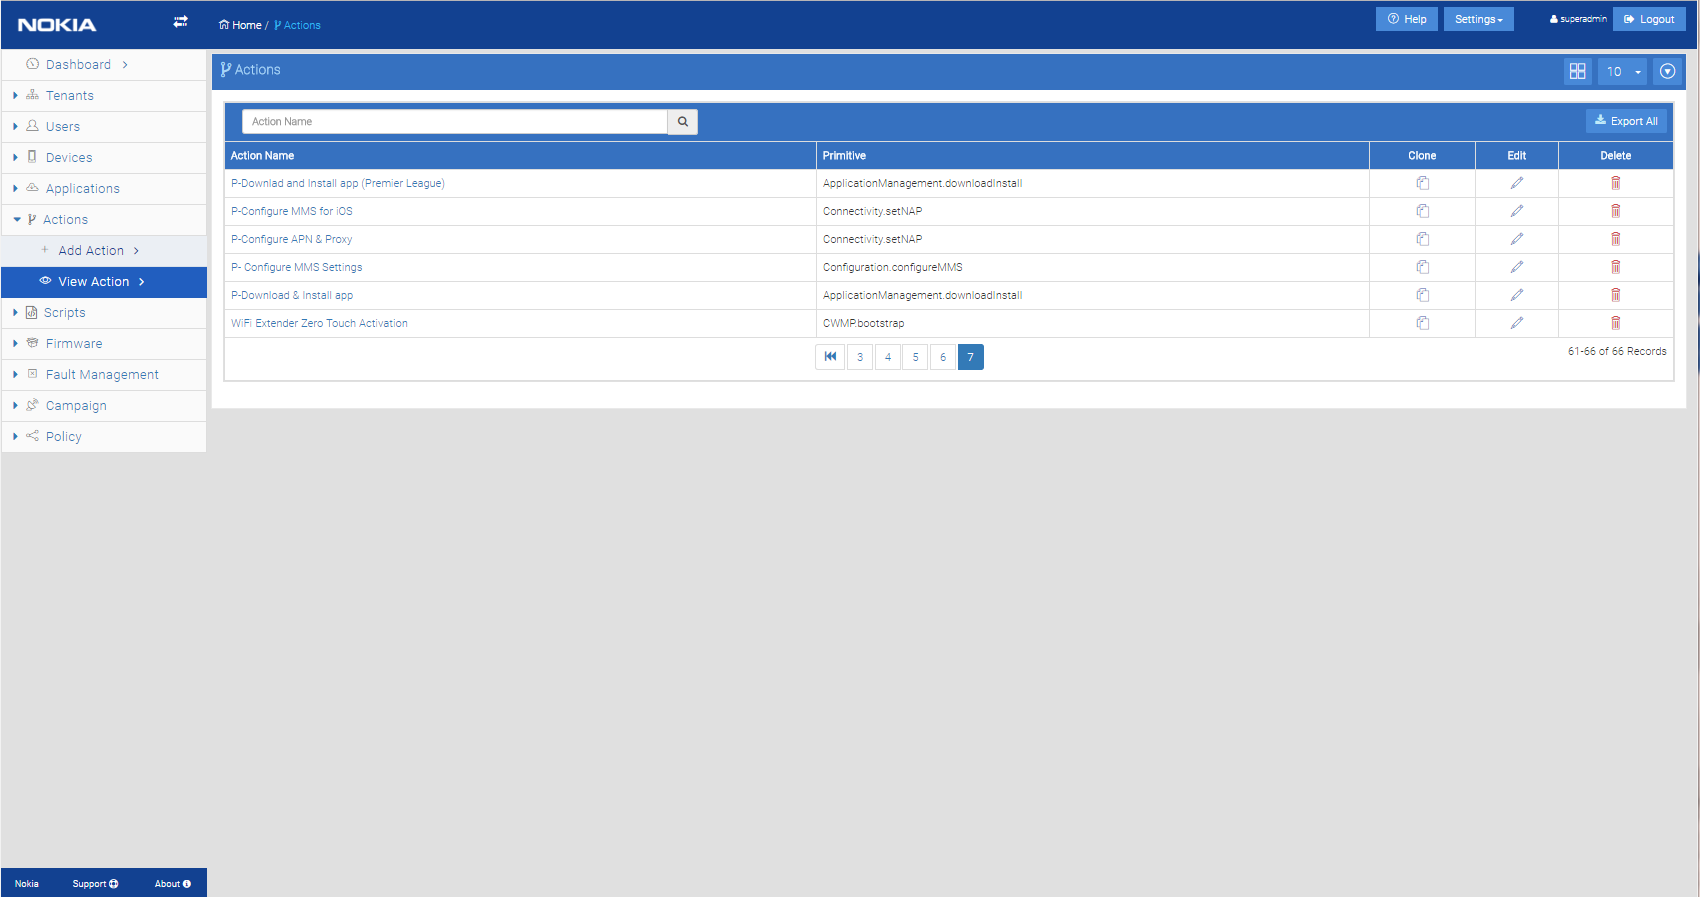 NOKIA
Home / Actions
Help
Settings
superadmin
Logout
Dashboard
Tenants
Users
Devices
Applications
Actions
Add Action
View Action
Scripts
Firmware
Fault Management
Campaign
Policy
Actions
10
Action Name
Export All
Action Name Primitive Clone Edit Delete
P-Downlad and Install app (Premier League) ApplicationManagement.downloadInstall
P-Configure MMS for iOS Connectivity.setNAP
P-Configure APN & Proxy Connectivity.setNAP
P- Configure MMS Settings Configuration.configureMMS
P-Download & Install app ApplicationManagement.downloadInstall
WiFi Extender Zero Touch Activation CWMP.bootstrap
3 4 5 6 7
61-66 of 66 Records
Nokia Support About